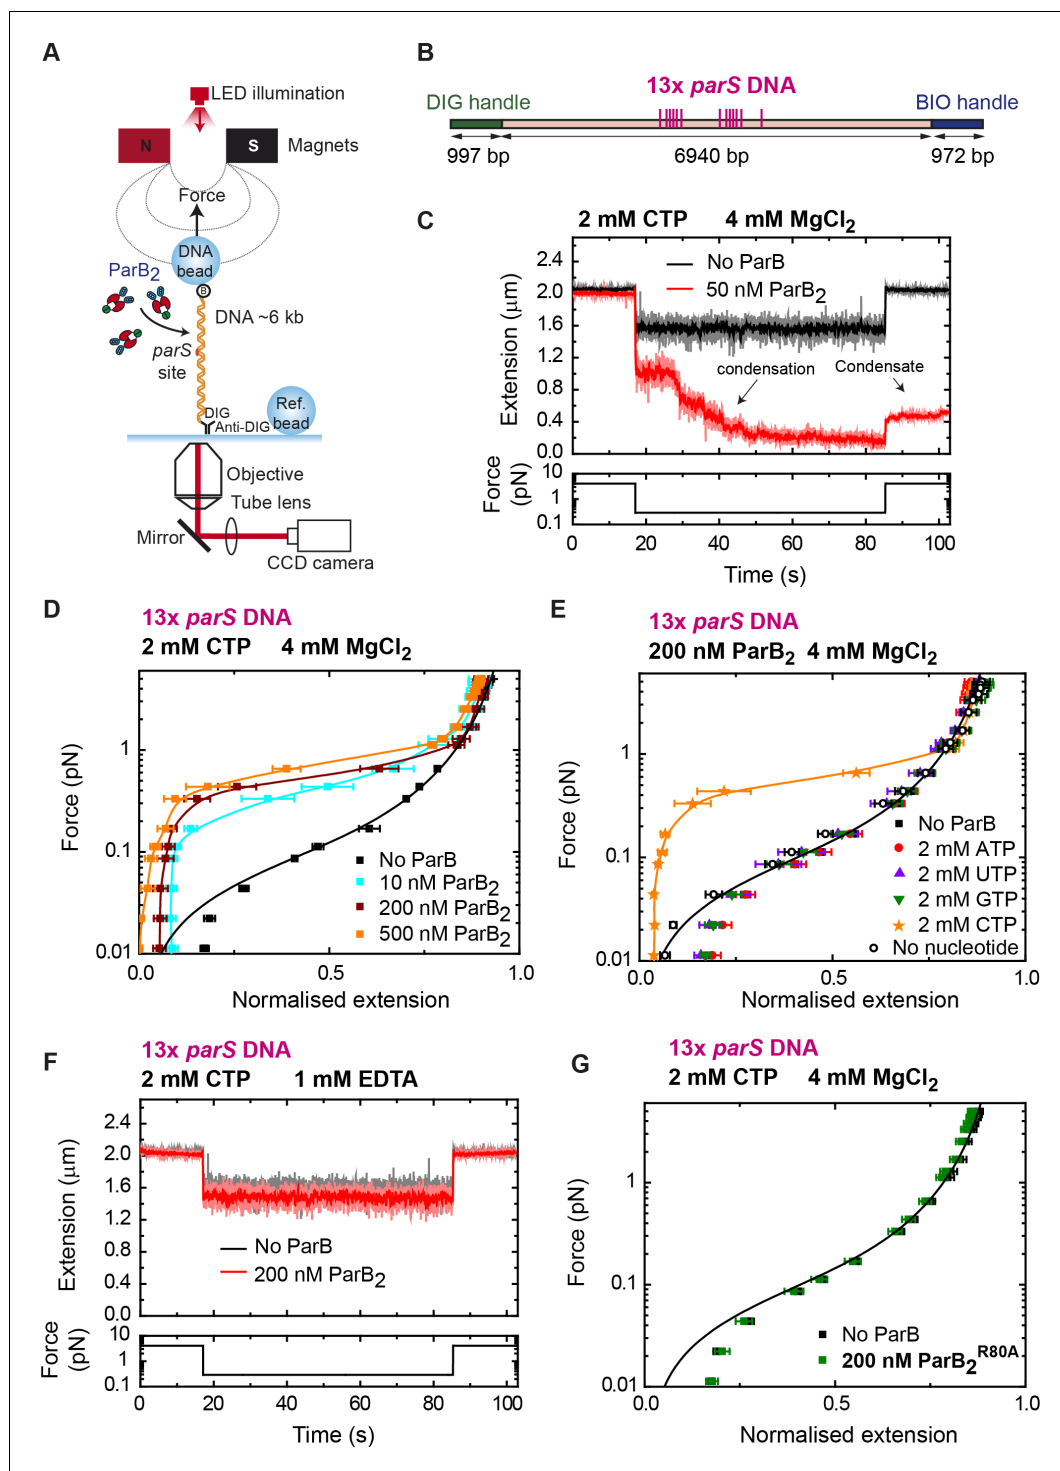 A
LED illumination
N
S
Magnets
Force
DNA
bead
ParB2
B
DNA ~6 kb
parS
site
DIG
Anti-DIG
Ref.
bead
Objective
Tube lens
Mirror
CCD camera
B
13x parS DNA
DIG handle
BIO handle
997 bp
6940 bp
972 bp
C
2 mM CTP 4 mM MgCl2
No ParB
50 nM ParB2
condensation
Condensate
Extension (µm)
2.4
2.0
1.6
1.2
0.8
0.4
0.0
Force
(pN)
10
1
0.1
0 20 40 60 80 100
Time (s)
D
13x parS DNA
2 mM CTP 4 mM MgCl2
Force (pN)
1
0.1
0.01
No ParB
10 nM ParB2
200 nM ParB2
500 nM ParB2
0.0 0.5 1.0
Normalised extension
E
13x parS DNA
200 nM ParB2 4 mM MgCl2
Force (pN)
1
0.1
0.01
No ParB
2 mM ATP
2 mM UTP
2 mM GTP
2 mM CTP
No nucleotide
0.0 0.5 1.0
Normalised extension
F
13x parS DNA
2 mM CTP 1 mM EDTA
Extension (µm)
2.4
2.0
1.6
1.2
0.8
0.4
0.0
No ParB
200 nM ParB2
Force
(pN)
10
1
0.1
0 20 40 60 80 100
Time (s)
G
13x parS DNA
2 mM CTP 4 mM MgCl2
Force (pN)
1
0.1
0.01
No ParB
200 nM ParB2 R80A
0.0 0.5 1.0
Normalised extension